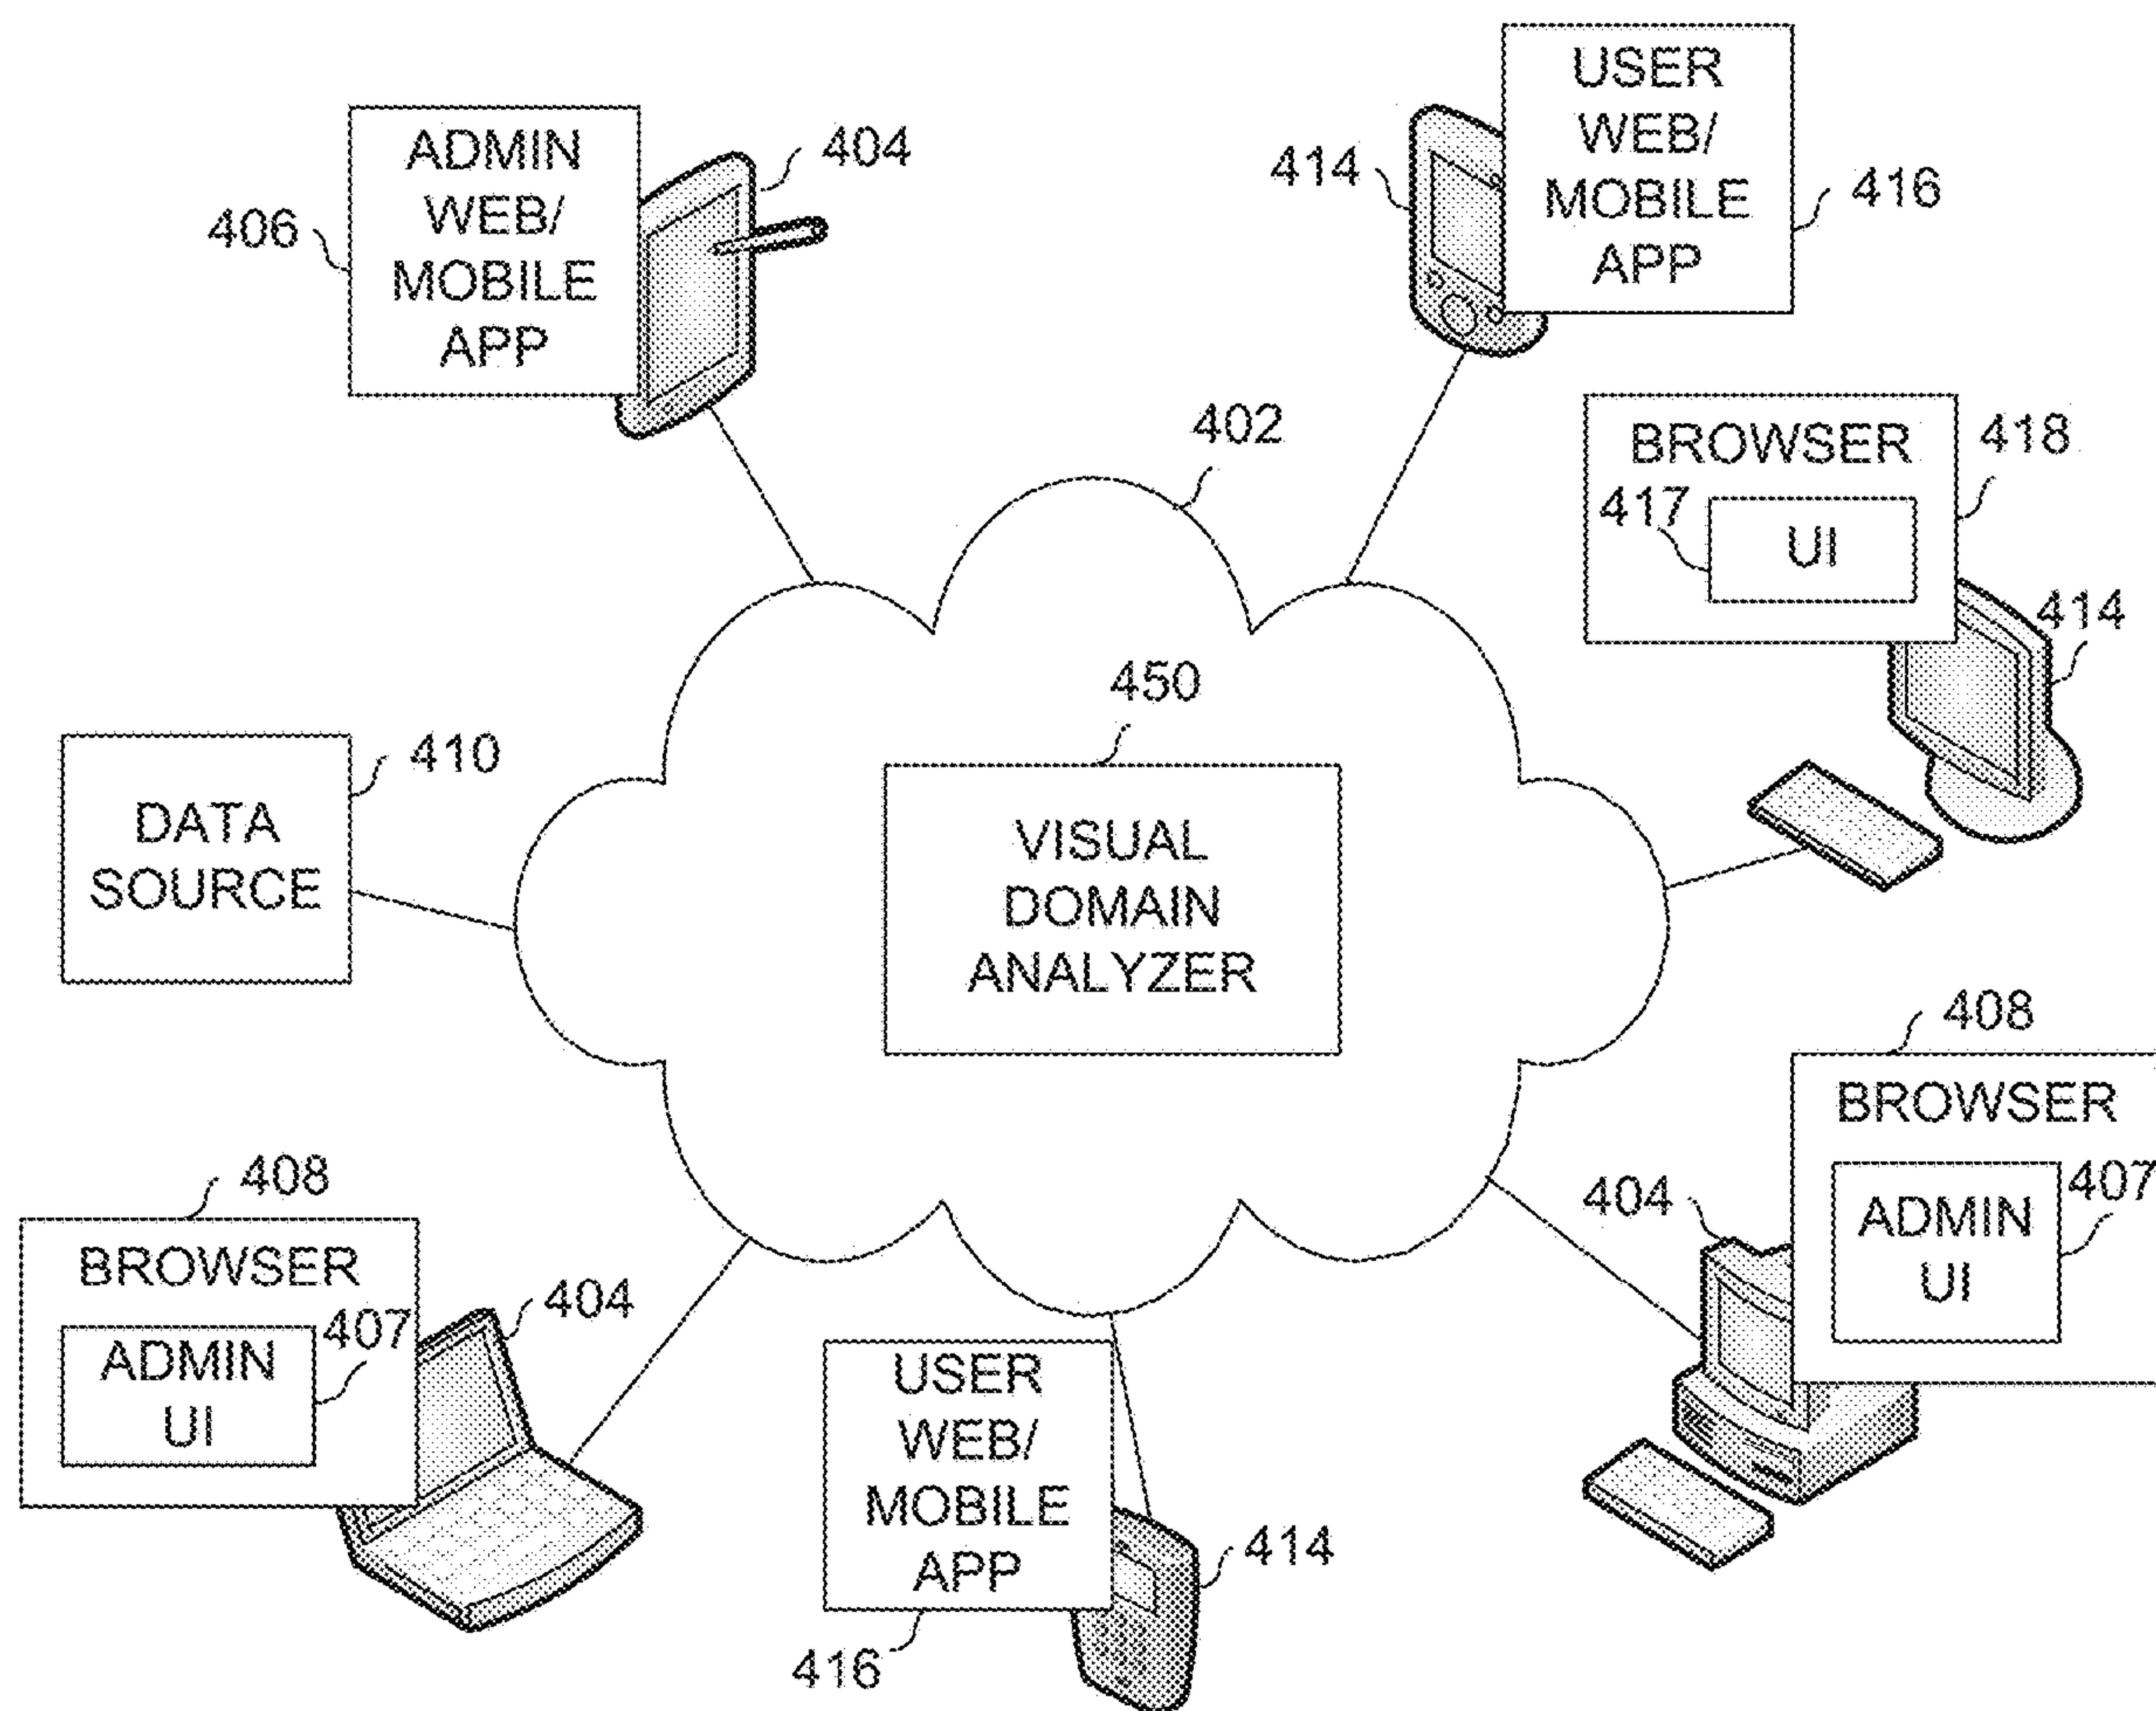 USER
WEB/
MOBILE
APP
414
416
ADMIN
WEB/
MOBILE
APP
404
406
402
BROWSER
418
417
UI
414
450
DATA
SOURCE
410
VISUAL
DOMAIN
ANALYZER
408
BROWSER
ADMIN
UI
407
404
408
BROWSER
ADMIN
UI
407
404
USER
WEB/
MOBILE
APP
414
416